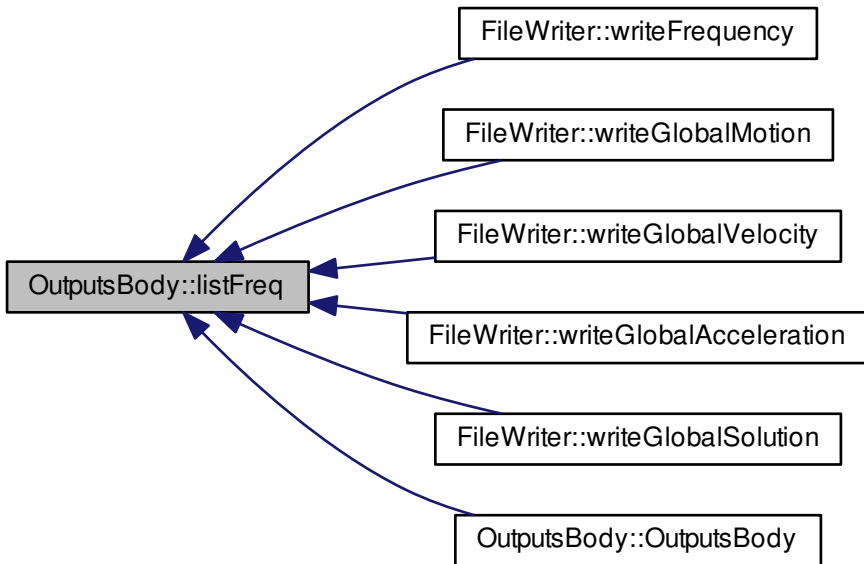 FileWriter::writeFrequency
FileWriter::writeGlobalMotion
FileWriter::writeGlobalVelocity
OutputsBody::listFreq
FileWriter::writeGlobalAcceleration
FileWriter::writeGlobalSolution
OutputsBody::OutputsBody